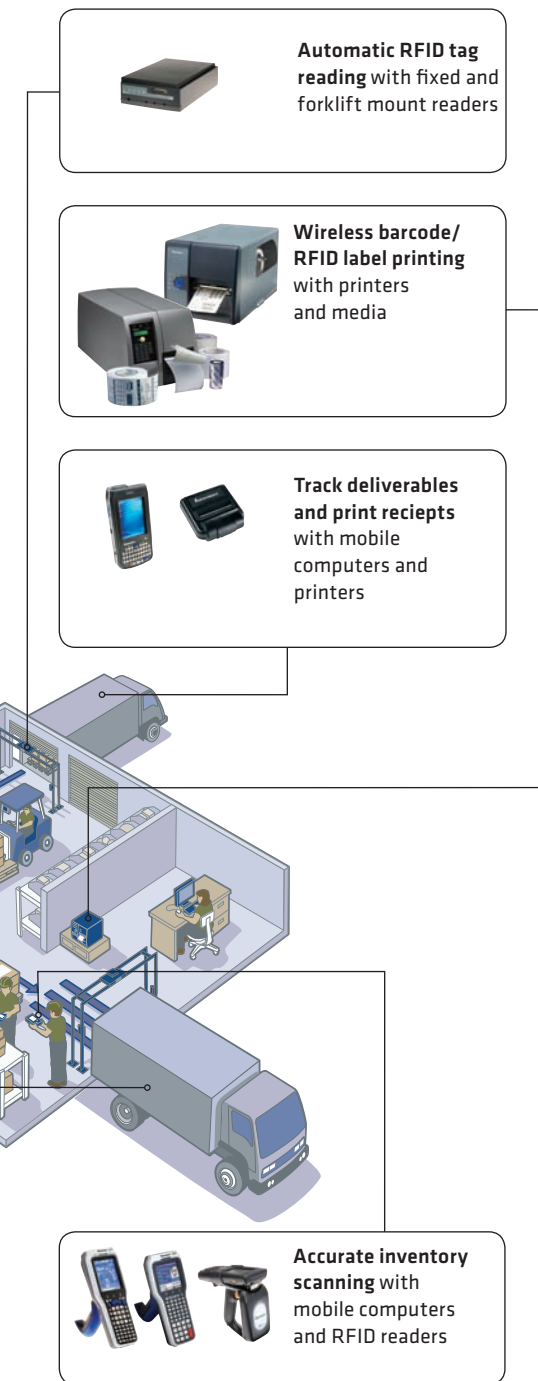 Automatic RFID tag
reading with fixed and
forklift mount readers
Wireless barcode/
RFID label printing
with printers
and media
Track deliverables
and print reciepts
with mobile
computers and
printers
Accurate inventory
scanning with
mobile computers
and RFID readers